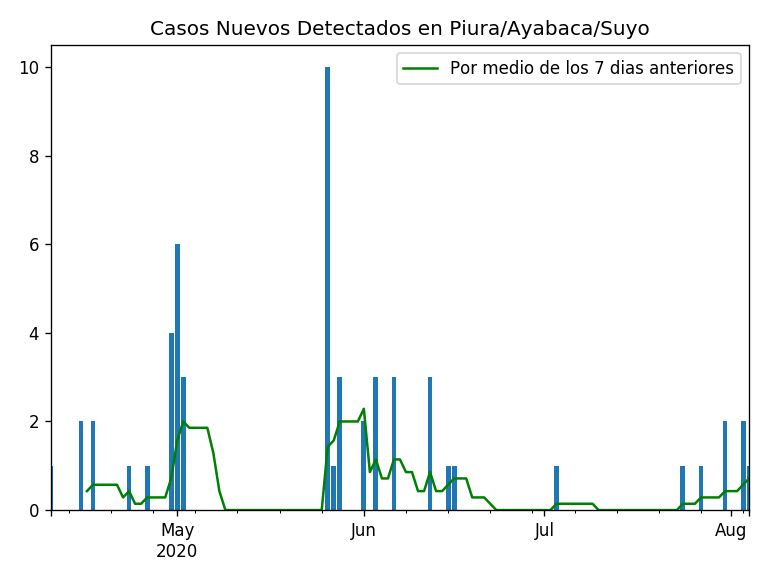 Casos Nuevos Detectados en Piura/Ayabaca/Suyo
Por medio de los 7 dias anteriores
10
8
6
4
2
0
May Jun Jul Aug
2020